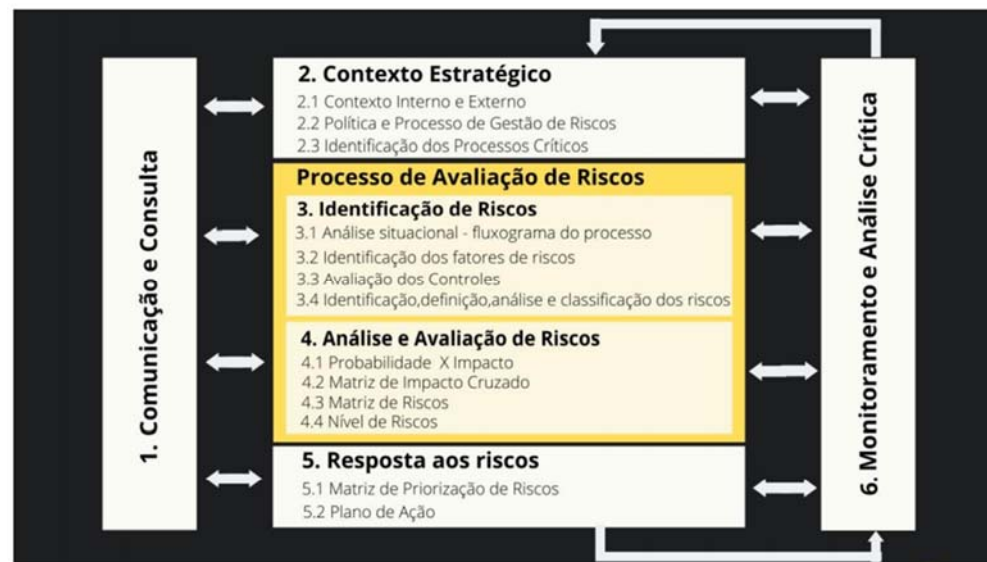 1. Comunicação e Consulta
2. Contexto Estratégico
2.1 Contexto Interno e Externo
2.2 Política e Processo de Gestão de Riscos
2.3 Identificação dos Processos Críticos
Processo de Avaliação de Riscos
3. Identificação de Riscos
3.1 Análise situacional - fluxograma do processo
3.2 Identificação dos fatores de riscos
3.3 Avaliação dos Controles
3.4 Identificação,definição,análise e classificação dos riscos
4. Análise e Avaliação de Riscos
4.1 Probabilidade X Impacto
4.2 Matriz de Impacto Cruzado
4.3 Matriz de Riscos
4.4 Nível de Riscos
5. Resposta aos riscos
5.1 Matriz de Priorização de Riscos
5.2 Plano de Ação
6. Monitoramento e Análise Crítica